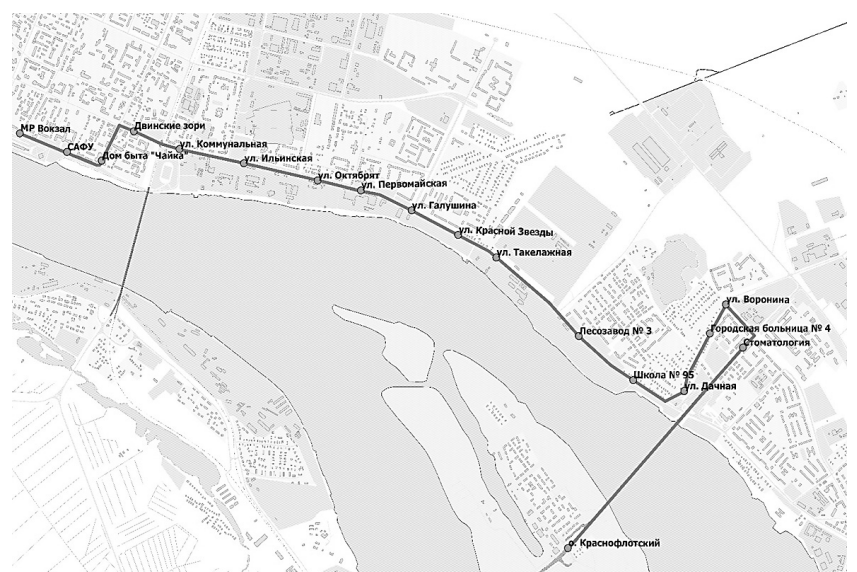 МР Вокзал
САФУ
Дом быта "Чайка"
Двинские зори
ул. Коммунальная
ул. Ильинская
ул. Октябрят
ул. Первомайская
ул. Галушина
ул. Красной Звезды
ул. Такелажная
Лесозавод № 3
Школа № 95
ул. Дачная
Городская больница № 4
ул. Воронина
Стоматология
о. Краснофлотский